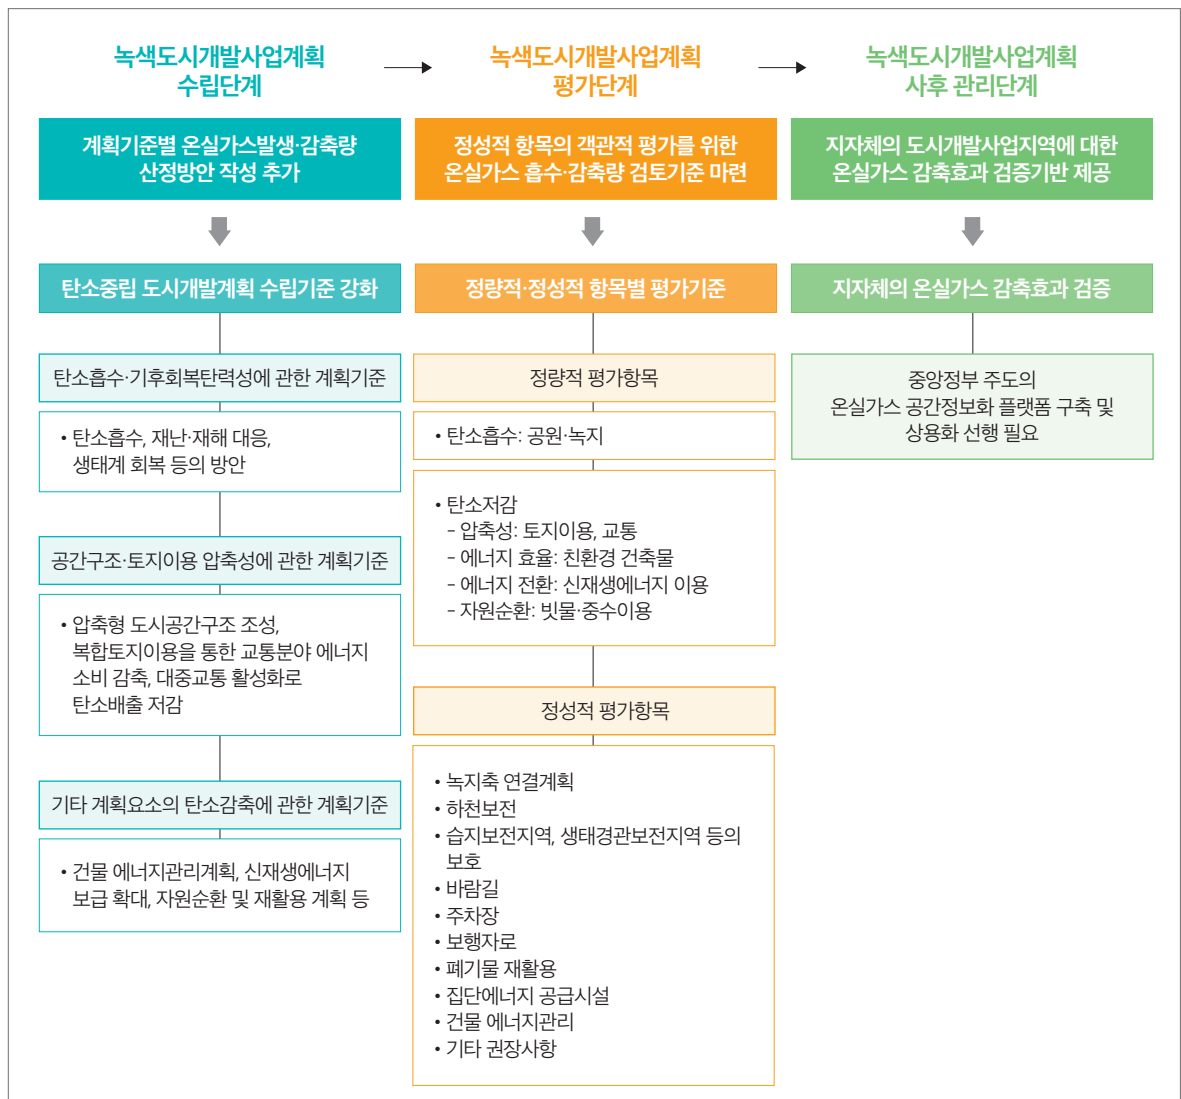 녹색도시개발사업계획
수립단계
녹색도시개발사업계획
평가단계
녹색도시개발사업계획
사후 관리단계
계획기준별 온실가스발생·감축량
산정방안 작성 추가
정성적 항목의 객관적 평가를 위한
온실가스 흡수·감축량 검토기준 마련
지자체의 도시개발사업지역에 대한
온실가스 감축효과 검증기반 제공
탄소중립 도시개발계획 수립기준 강화
정량적·정성적 항목별 평가기준
지자체의 온실가스 감축효과 검증
탄소흡수·기후회복탄력성에 관한 계획기준
• 탄소흡수, 재난·재해 대응,
생태계 회복 등의 방안
공간구조·토지이용 압축성에 관한 계획기준
• 압축형 도시공간구조 조성,
복합토지이용을 통한 교통분야 에너지
소비 감축, 대중교통 활성화로
탄소배출 저감
기타 계획요소의 탄소감축에 관한 계획기준
• 건물 에너지관리계획, 신재생에너지
보급 확대, 자원순환 및 재활용 계획 등
정량적 평가항목
• 탄소흡수: 공원·녹지
• 탄소저감
- 압축성: 토지이용, 교통
- 에너지 효율: 친환경 건축물
- 에너지 전환: 신재생에너지 이용
- 자원순환: 빗물·중수이용
정성적 평가항목
• 녹지축 연결계획
• 하천보전
• 습지보전지역, 생태경관보전지역 등의
보호
• 바람길
• 주차장
• 보행자로
• 폐기물 재활용
• 집단에너지 공급시설
• 건물 에너지관리
• 기타 권장사항
중앙정부 주도의
온실가스 공간정보화 플랫폼 구축 및
상용화 선행 필요